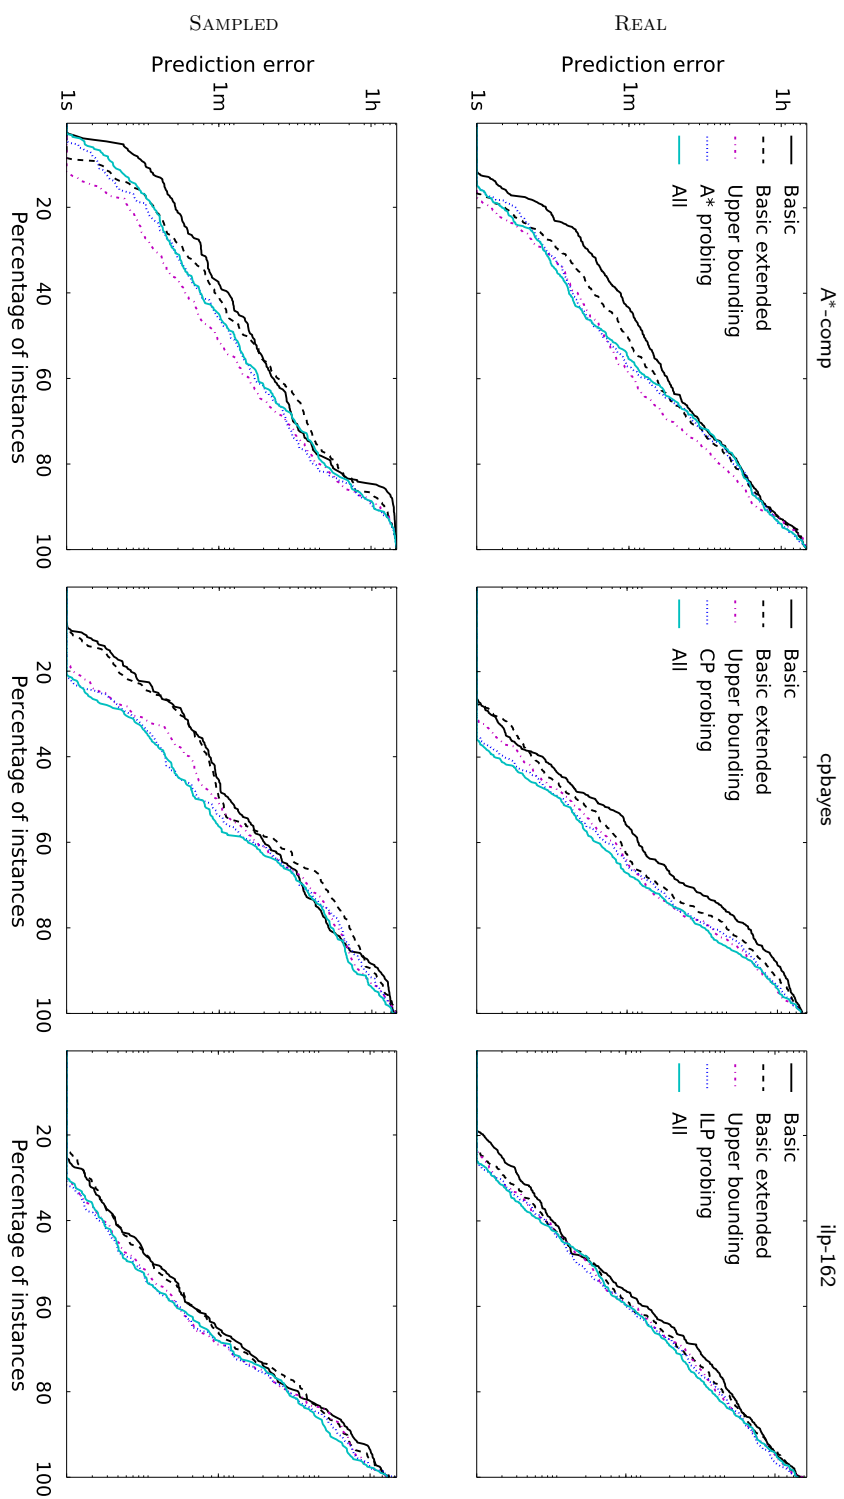 A*-comp
cpbayes
ilp-162
REAL
Prediction error
1h
1m
1s
Basic
Basic extended
Upper bounding
A* probing
All
Basic
Basic extended
Upper bounding
CP probing
All
Basic
Basic extended
Upper bounding
ILP probing
All
SAMPLED
Prediction error
1h
1m
1s
20 40 60 80 100
Percentage of instances
20 40 60 80 100
Percentage of instances
20 40 60 80 100
Percentage of instances